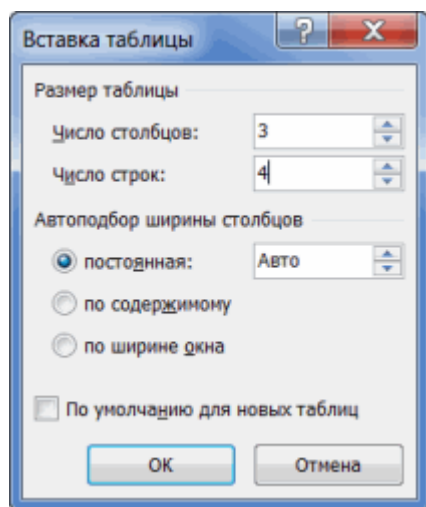 Вставка таблицы
Размер таблицы
Число столбцов: 3
Число строк: 4
Автоподбор ширины столбцов
постоянная: Авто
по содержимому
по ширине окна
По умолчанию для новых таблиц
ОК Отмена